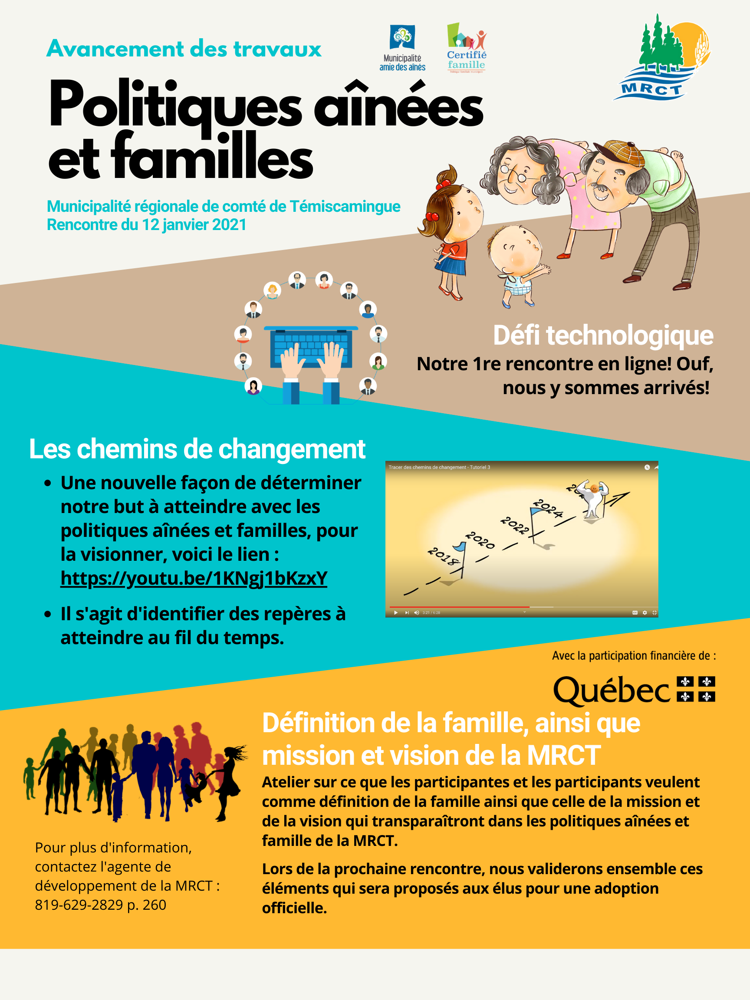 Avancement des travaux
Municipalité
amie des aînés
Certifié
famille
Politique familiale municipale
MRCT
Politiques aînées
et familles
Municipalité régionale de comté de Témiscamingue
Rencontre du 12 janvier 2021
Défi technologique
Notre 1re rencontre en ligne! Ouf,
nous y sommes arrivés!
Les chemins de changement
• Une nouvelle façon de déterminer
notre but à atteindre avec les
politiques aînées et familles, pour
la visionner, voici le lien :
https://youtu.be/1KNgj1bKzxY
• Il s'agit d'identifier des repères à
atteindre au fil du temps.
Tracer des chemins de changement - Tutoriel 3
2018
2020
2022
2024
3:21 / 6:28
Avec la participation financière de :
Québec
Définition de la famille, ainsi que
mission et vision de la MRCT
Atelier sur ce que les participantes et les participants veulent
comme définition de la famille ainsi que celle de la mission et
de la vision qui transparaîtront dans les politiques aînées et
famille de la MRCT.
Lors de la prochaine rencontre, nous validerons ensemble ces
éléments qui sera proposés aux élus pour une adoption
officielle.
Pour plus d'information,
contactez l'agente de
développement de la MRCT :
819-629-2829 p. 260